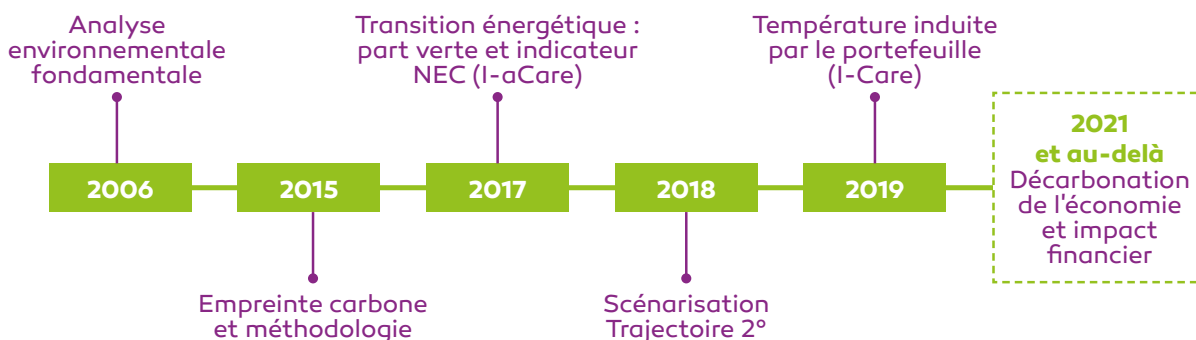 Analyse
environnementale
fondamentale
Transition énergétique :
part verte et indicateur
NEC (I-aCare)
Température induite
par le portefeuille
(I-Care)
2006
2015
2017
2018
2019
2021
et au-delà
Décarbonation
de l'économie
et impact
financier
Empreinte carbone
et méthodologie
Scénarisation
Trajectoire 2°